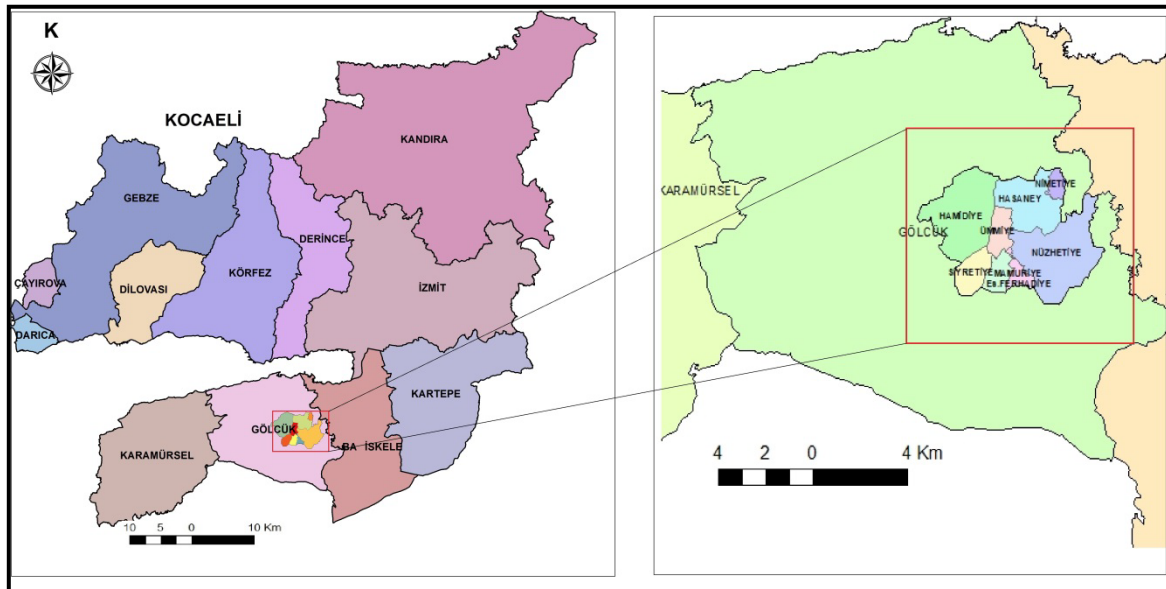 K
KOCAELİ
KANDIRA
GEBZE
DERİNCE
KÖRFEZ
ÇAYIROVA
DİLOVASI
İZMİT
DARICA
KARTEPE
GÖLCÜK
BA İSKELE
KARAMÜRSEL
10 5 0 10 Km
KARAMÜRSEL
GÖLCÜK
NİMETİYE
HASANEY
HAMİDİYE
ÜMMİYE
NÜZHETİYE
SIYRETİYE
MAMURİYE
Es.FERHADİYE
4 2 0 4 Km